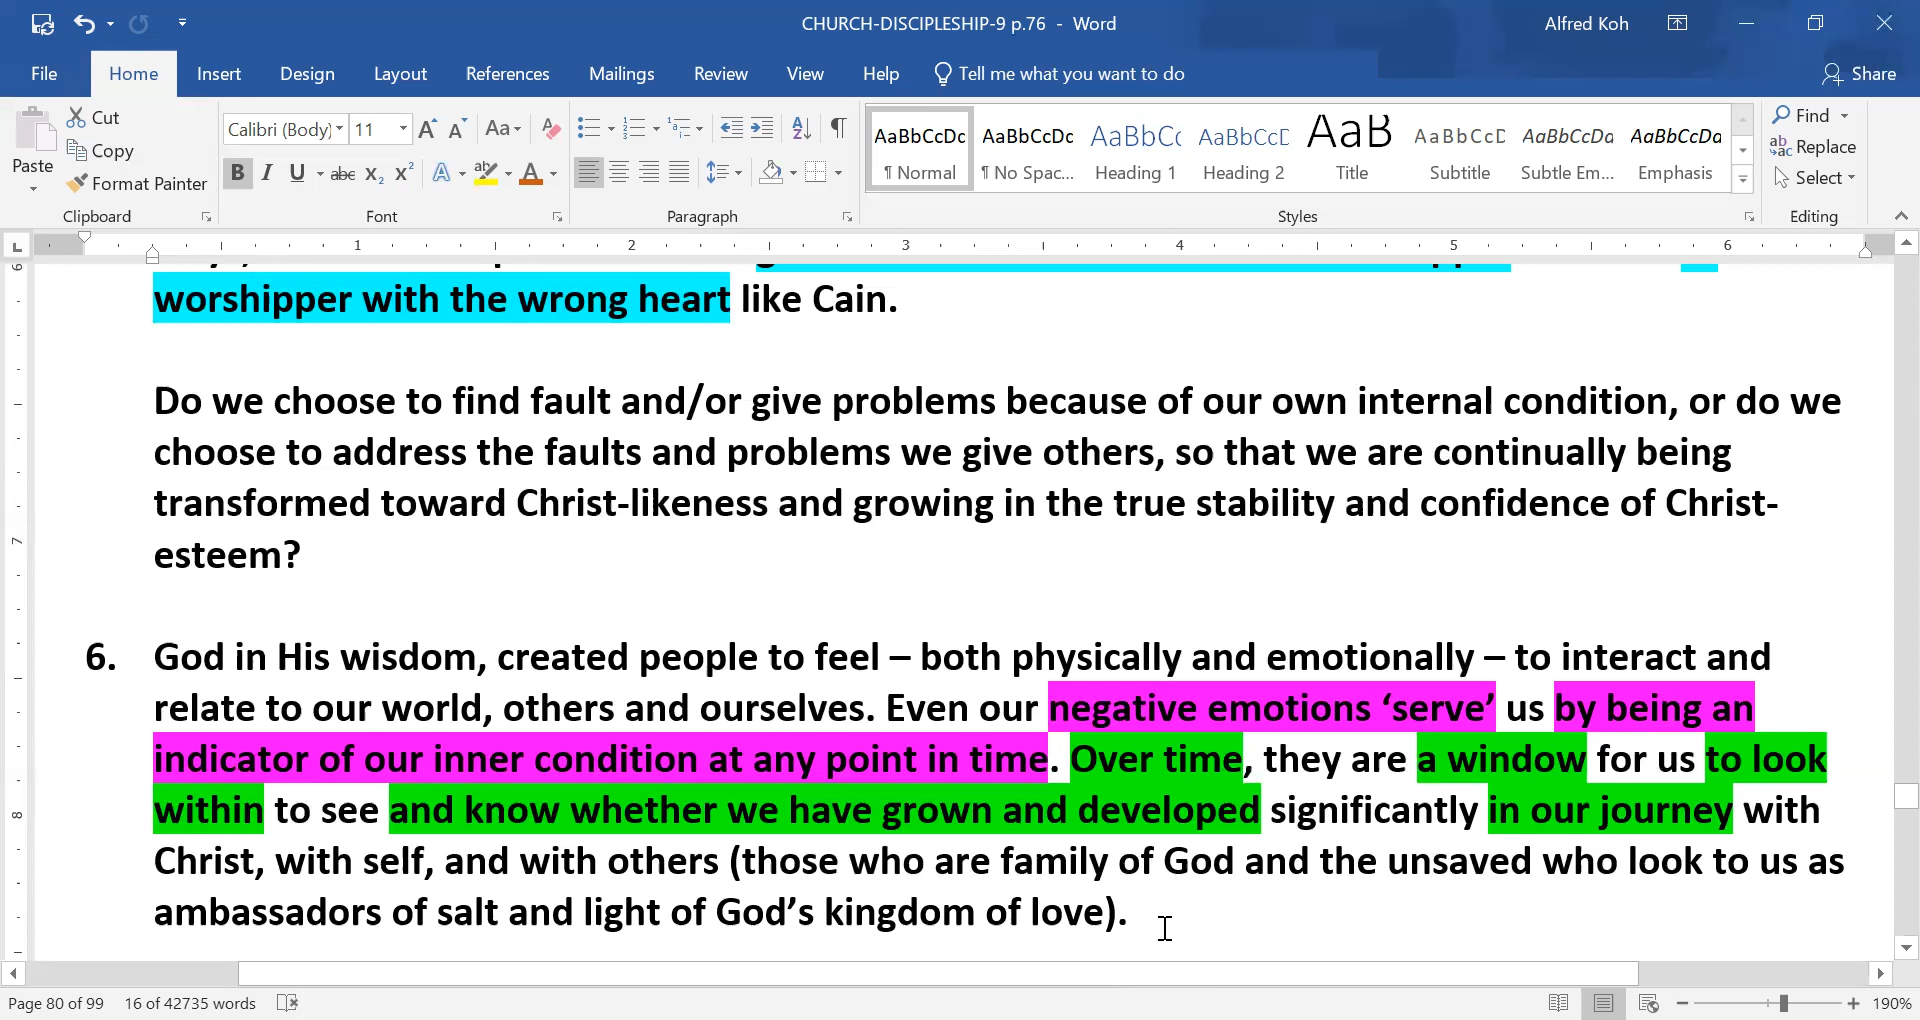 CHURCH-DISCIPLESHIP-9 p.76 - Word
Alfred Koh
File Home Insert Design Layout References Mailings Review View Help Tell me what you want to do Share
Paste
Cut
Copy
Format Painter
Clipboard
Calibri (Body) 11
Font
Paragraph
AaBbCcDc AaBbCcDc AaBbCc AaBbCcD AaB AaBbCcD AaBbCcDa AaBbCcDa
¶ Normal ¶ No Spac... Heading 1 Heading 2 Title Subtitle Subtle Em... Emphasis
Styles
Find
Replace
Select
Editing
1 2 3 4 5 6
6
7
8
worshipper with the wrong heart like Cain.
Do we choose to find fault and/or give problems because of our own internal condition, or do we
choose to address the faults and problems we give others, so that we are continually being
transformed toward Christ-likeness and growing in the true stability and confidence of Christ-
esteem?
6. God in His wisdom, created people to feel – both physically and emotionally – to interact and
relate to our world, others and ourselves. Even our negative emotions ‘serve’ us by being an
indicator of our inner condition at any point in time. Over time, they are a window for us to look
within to see and know whether we have grown and developed significantly in our journey with
Christ, with self, and with others (those who are family of God and the unsaved who look to us as
ambassadors of salt and light of God’s kingdom of love).
Page 80 of 99 16 of 42735 words 190%